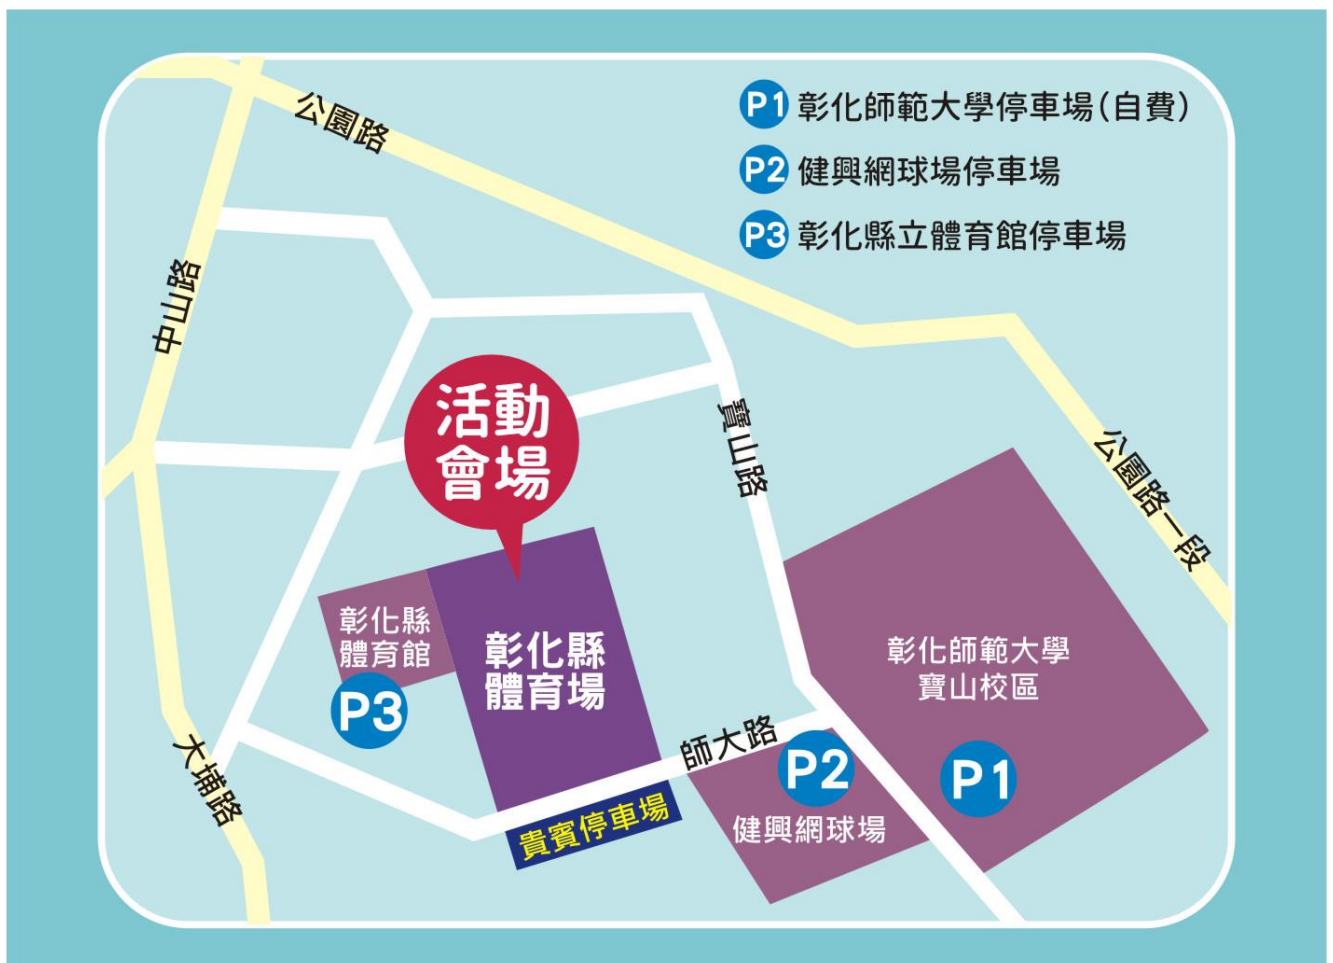 公園路
P1 彰化師範大學停車場(自費)
P2 健興網球場停車場
P3 彰化縣立體育館停車場
中山路
活動
會場
寶山路
公園路一段
彰化縣
體育館
P3
彰化縣
體育場
彰化師範大學
寶山校區
P1
師大路
P2
健興網球場
大埔路
貴賓停車場